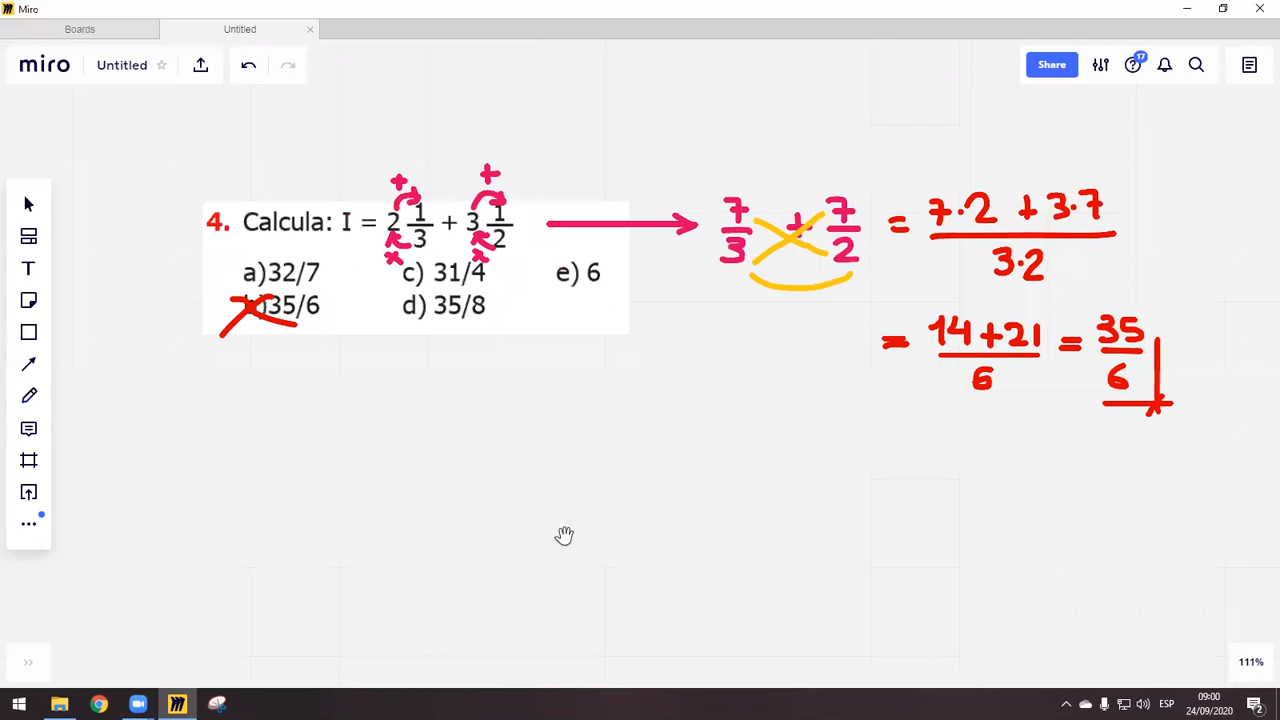 Miro
Boards
Untitled
miro Untitled Share 17
+ +
4. Calcula: I = 2 1/3 + 3 1/2
x x
a)32/7 c) 31/4 e) 6
)35/6 d) 35/8
7/3 + 7/2 = 7·2 + 3·7 / 3·2
= 14+21 / 6 = 35/6
T
111%
09:00
ESP
24/09/2020
2